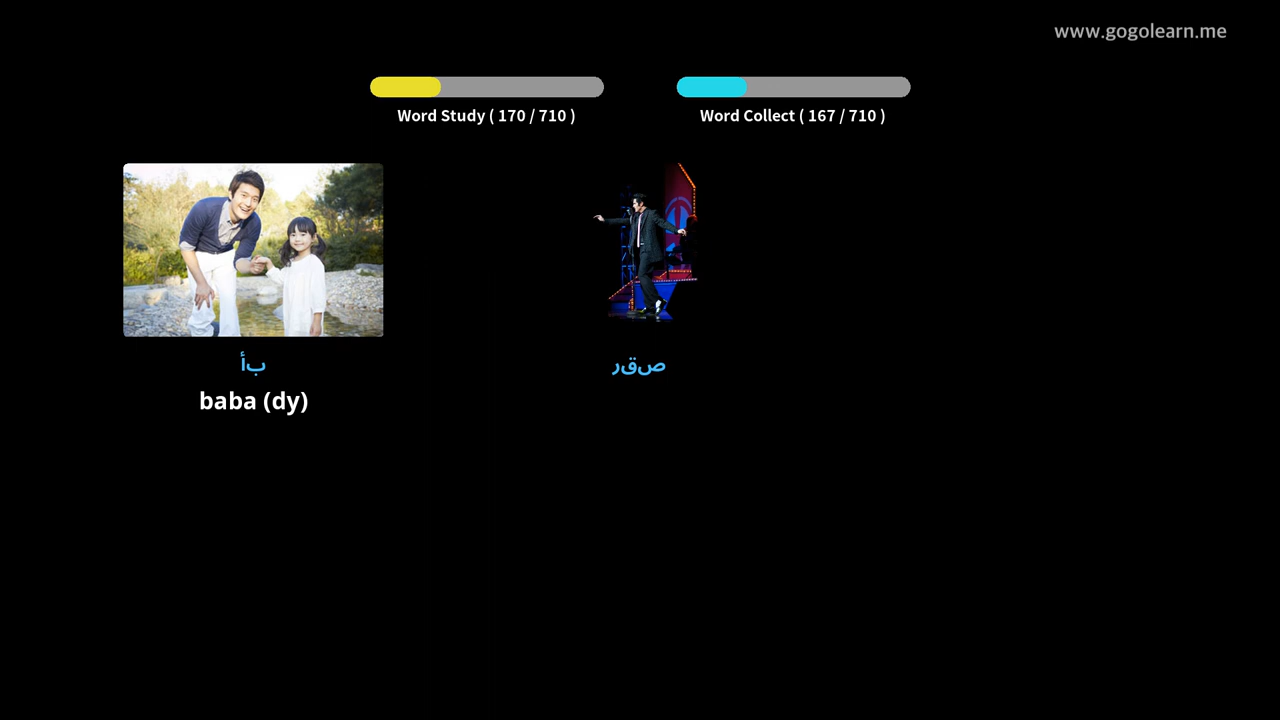 www.gogolearn.me
Word Study ( 170 / 710 )
Word Collect ( 167 / 710 )
بأ
baba (dy)
صقر